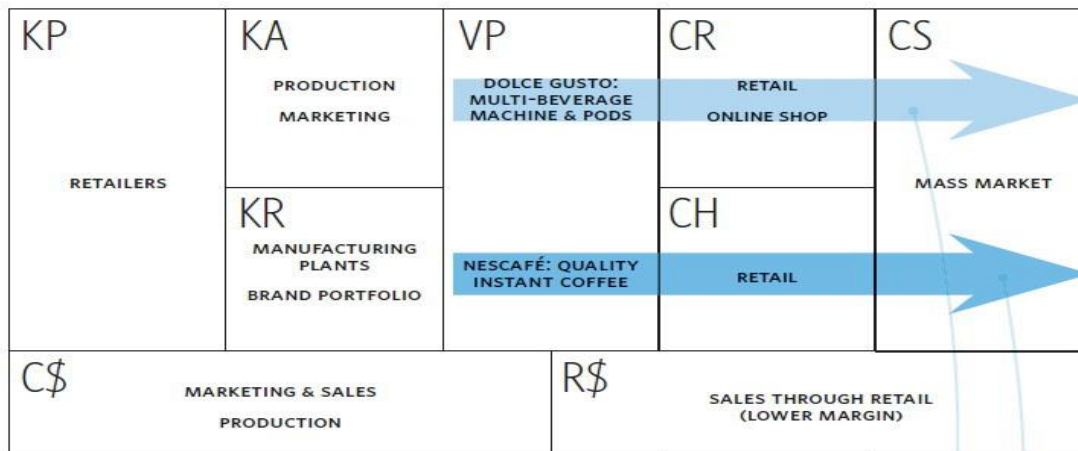 KP
RETAILERS
KA
PRODUCTION
MARKETING
KR
MANUFACTURING
PLANTS
BRAND PORTFOLIO
VP
DOLCE GUSTO:
MULTI-BEVERAGE
MACHINE & PODS
NESCAFÉ: QUALITY
INSTANT COFFEE
CR
RETAIL
ONLINE SHOP
CH
RETAIL
CS
MASS MARKET
C$
MARKETING & SALES
PRODUCTION
R$
SALES THROUGH RETAIL
(LOWER MARGIN)